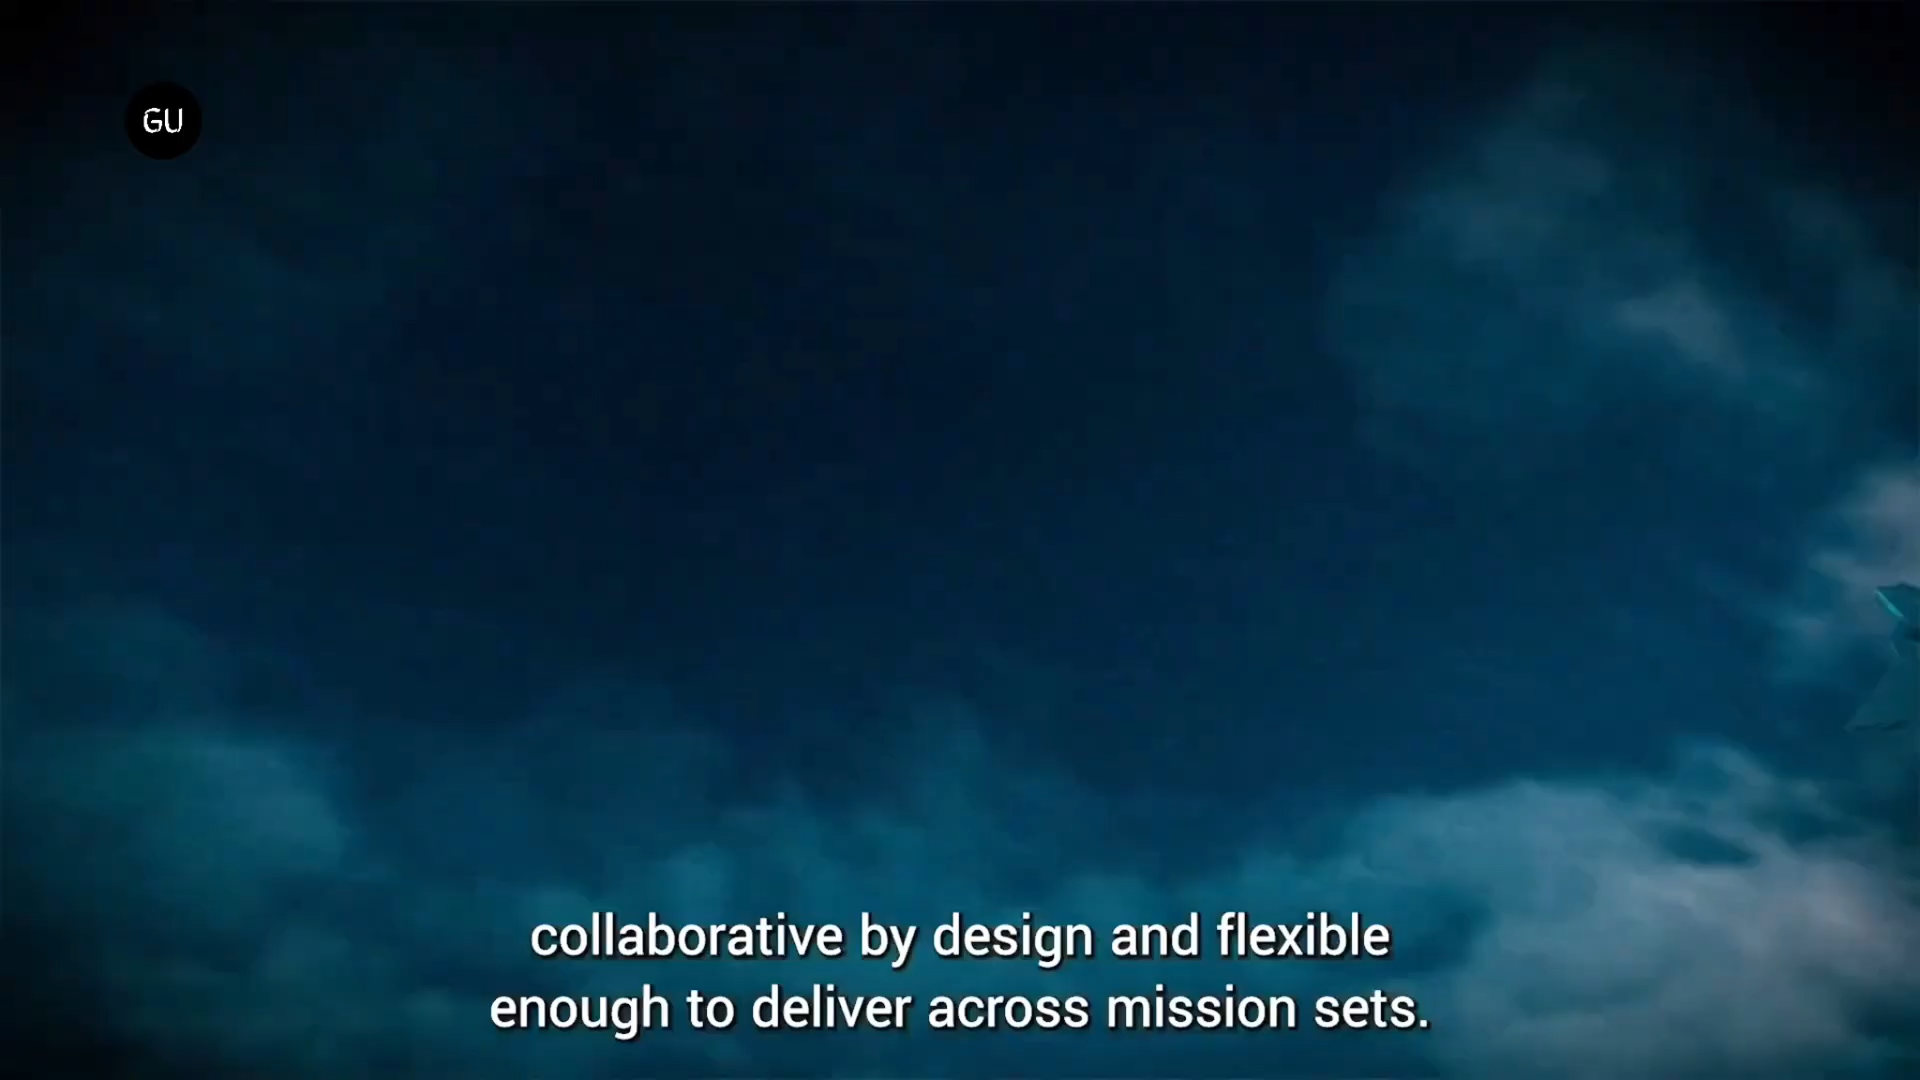 GU
collaborative by design and flexible
enough to deliver across mission sets.